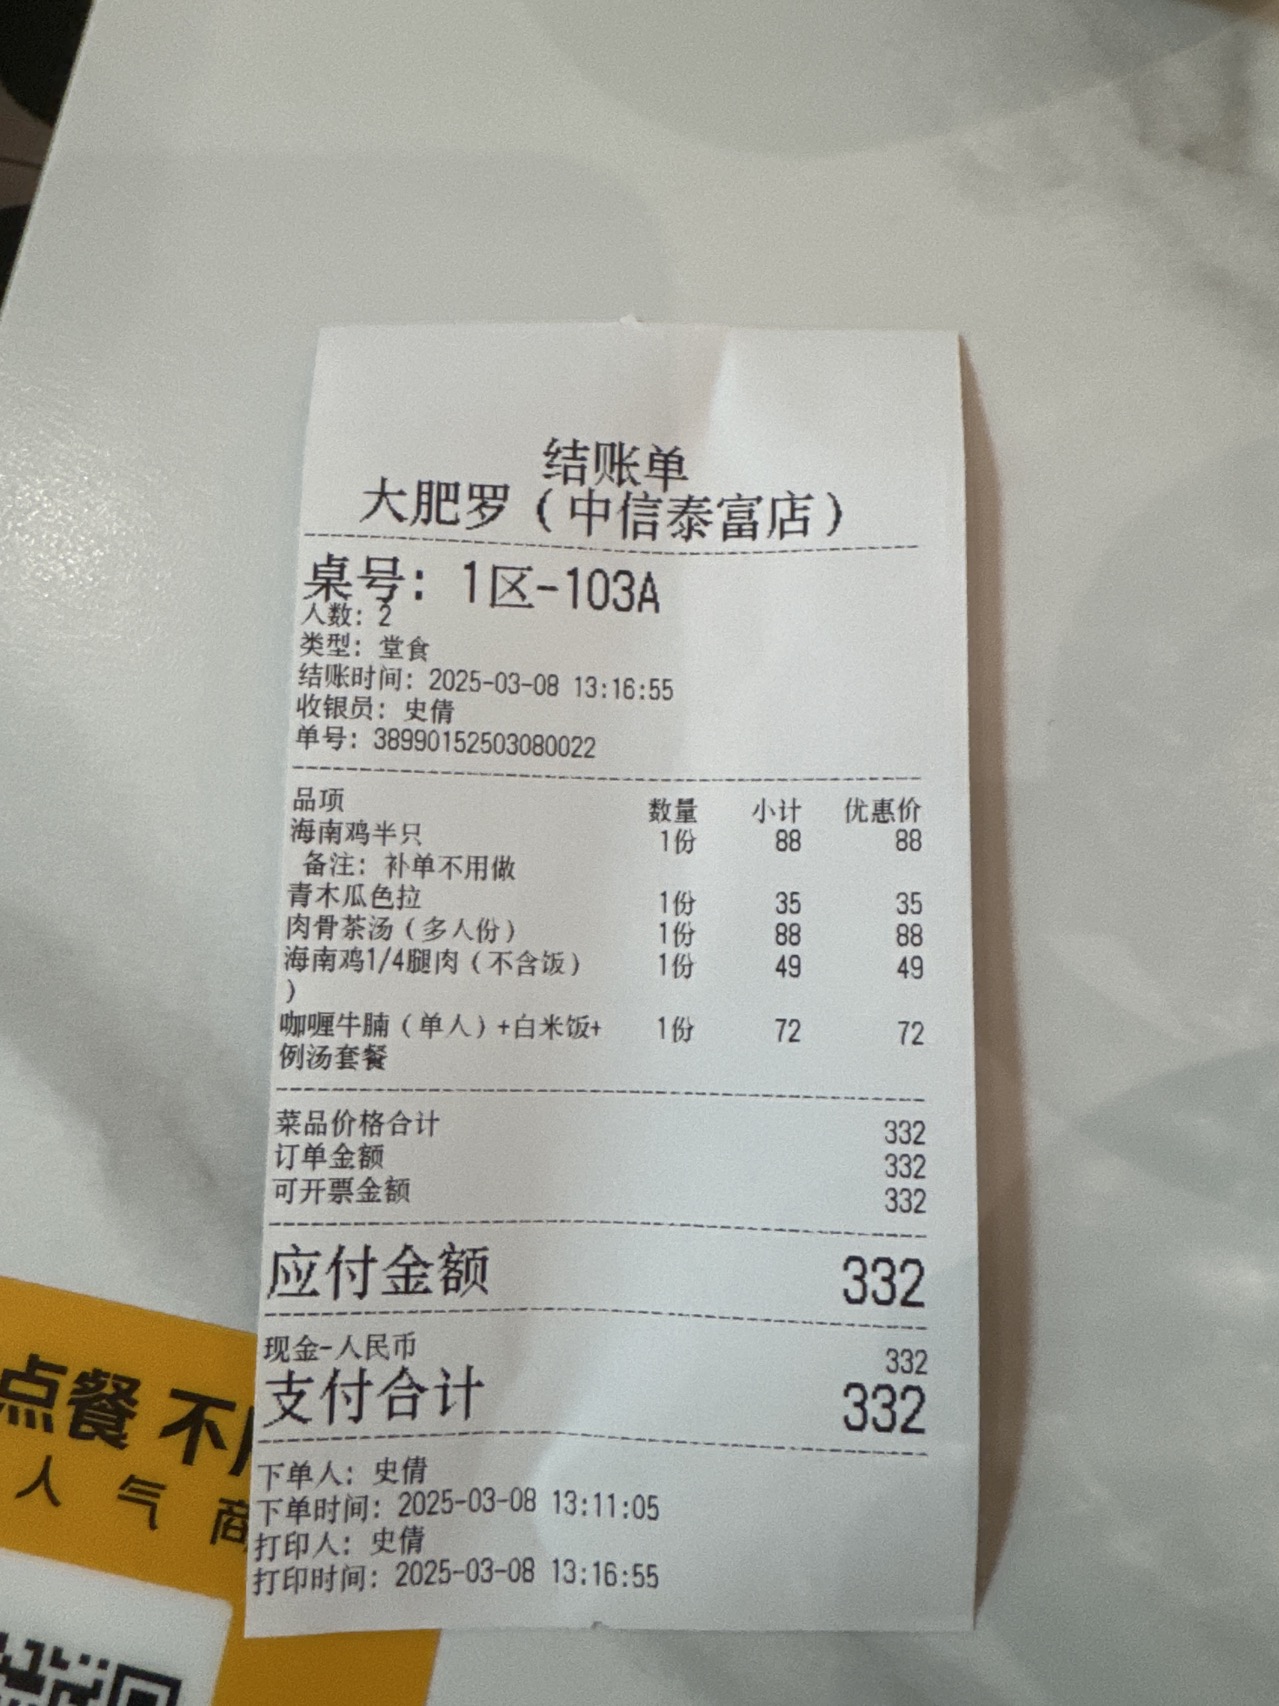 结账单
大肥罗（中信泰富店）
桌号：1区-103A
人数：2
类型：堂食
结账时间：2025-03-08 13:16:55
收银员：史倩
单号：38990152503080022
品项 数量 小计 优惠价
海南鸡半只 1份 88 88
备注：补单不用做
青木瓜色拉 1份 35 35
肉骨茶汤（多人份） 1份 88 88
海南鸡1/4腿肉（不含饭） 1份 49 49
）
咖喱牛腩（单人）+白米饭+ 1份 72 72
例汤套餐
菜品价格合计 332
订单金额 332
可开票金额 332
应付金额 332
现金-人民币 332
支付合计 332
下单人：史倩
下单时间：2025-03-08 13:11:05
打印人：史倩
打印时间：2025-03-08 13:16:55
点餐 不
人气商